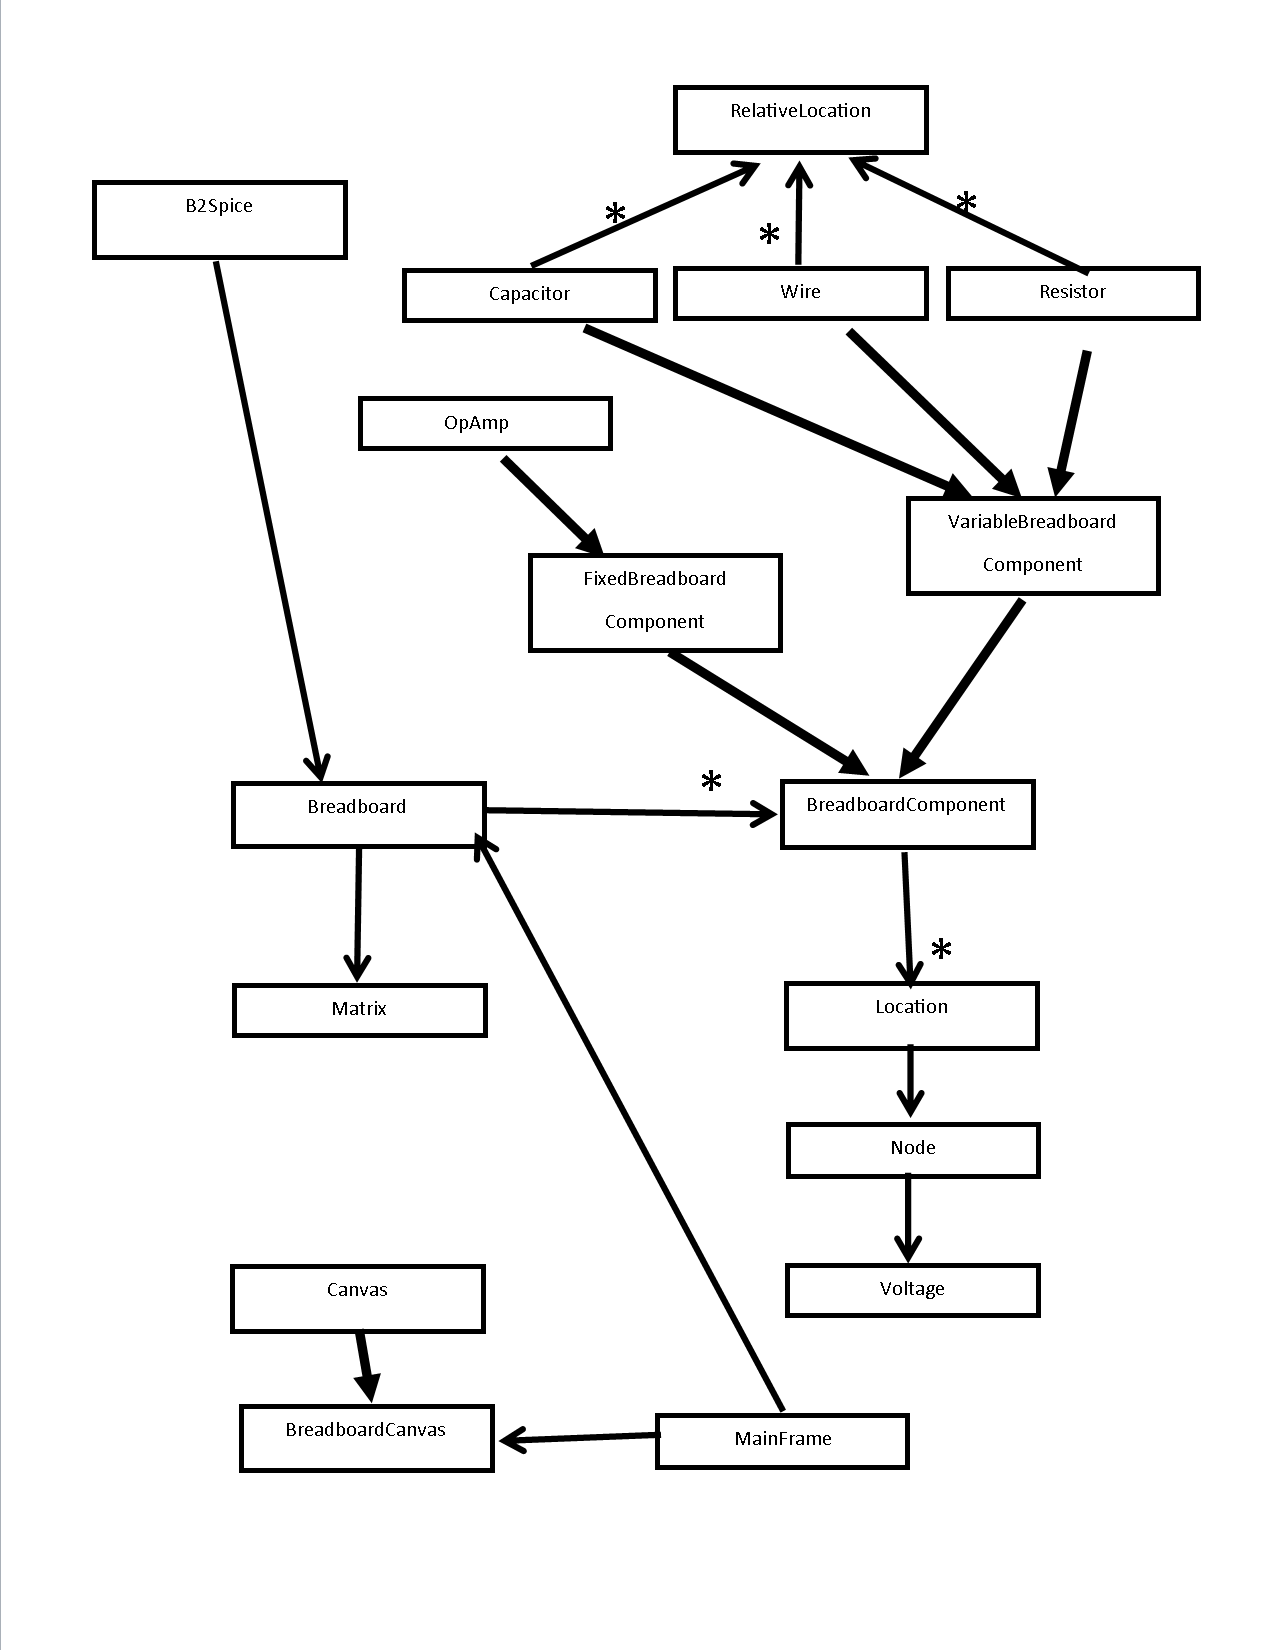 RelativeLocation
B2Spice
*
*
*
Capacitor
Wire
Resistor
OpAmp
VariableBreadboard
Component
FixedBreadboard
Component
*
Breadboard
BreadboardComponent
*
Matrix
Location
Node
Canvas
Voltage
BreadboardCanvas
MainFrame